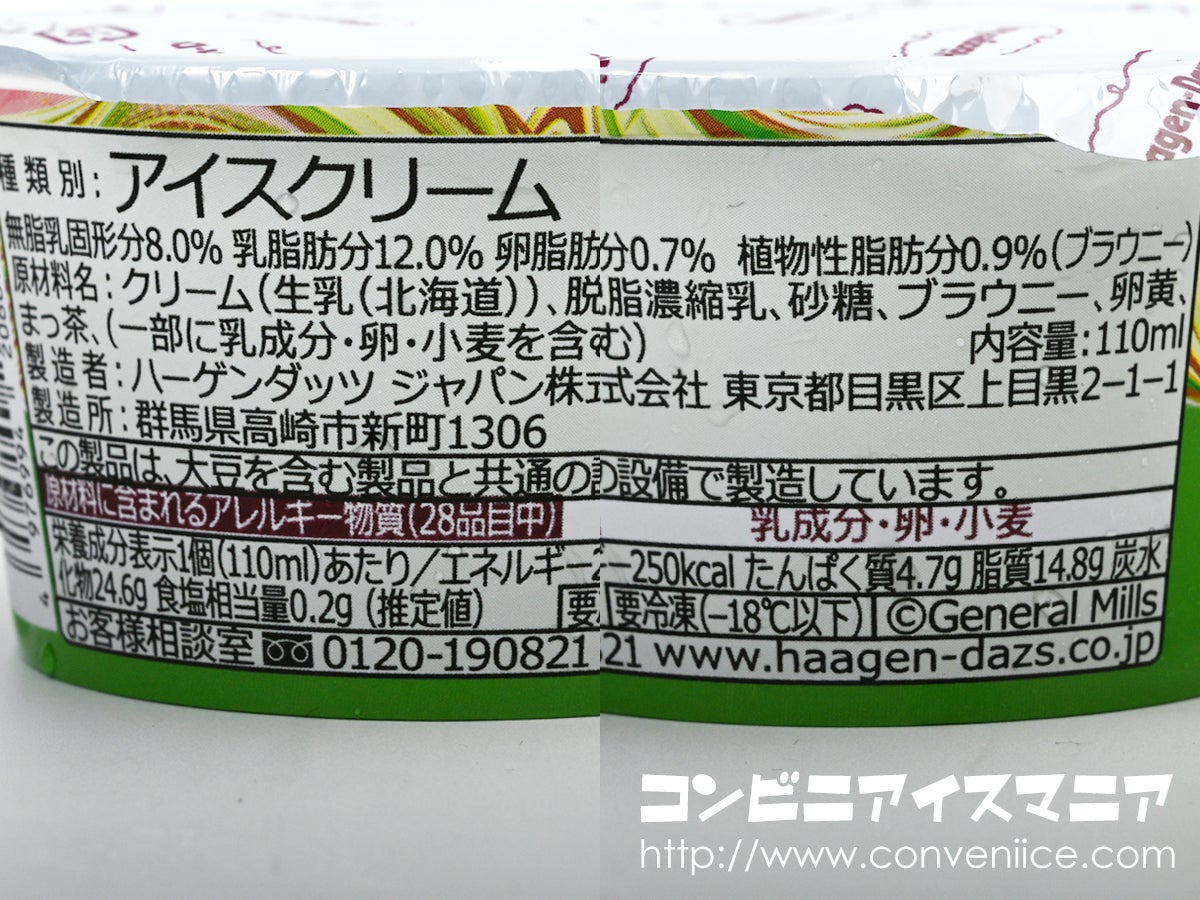 種類別：アイスクリーム
無脂乳固形分8.0% 乳脂肪分12.0% 卵脂肪分0.7% 植物性脂肪分0.9%(ブラウニー)
原材料名：クリーム(生乳(北海道))、脱脂濃縮乳、砂糖、ブラウニー、卵黄、
まっ茶、(一部に乳成分・卵・小麦を含む) 内容量：110ml
製造者：ハーゲンダッツ ジャパン株式会社 東京都目黒区上目黒2-1-1
製造所：群馬県高崎市新町1306
この製品は、大豆を含む製品と共通の設備で製造しています。
原材料に含まれるアレルギー物質(28品目中) 乳成分・卵・小麦
栄養成分表示1個(110ml)あたり/エネルギー250kcal たんぱく質4.7g 脂質14.8g 炭水
化物24.6g 食塩相当量0.2g (推定値) 要冷凍(-18℃以下) ©General Mills
お客様相談室 0120-190821 www.haagen-dazs.co.jp
コンビニアイスマニア
http://www.conveniice.com